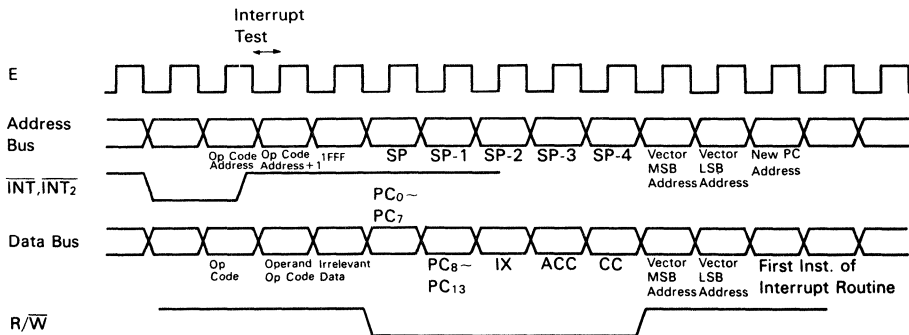 Interrupt
Test
E
Address
Bus
Op Code
Address
Op Code
Address+1
1FFF
SP
SP-1
SP-2
SP-3
SP-4
Vector
MSB
Address
Vector
LSB
Address
New PC
Address
INT,INT2
PC0~
PC7
Data Bus
Op
Code
Operand
Op Code
Irrelevant
Data
PC8~
PC13
IX
ACC
CC
Vector
MSB
Address
Vector
LSB
Address
First Inst. of
Interrupt Routine
R/W